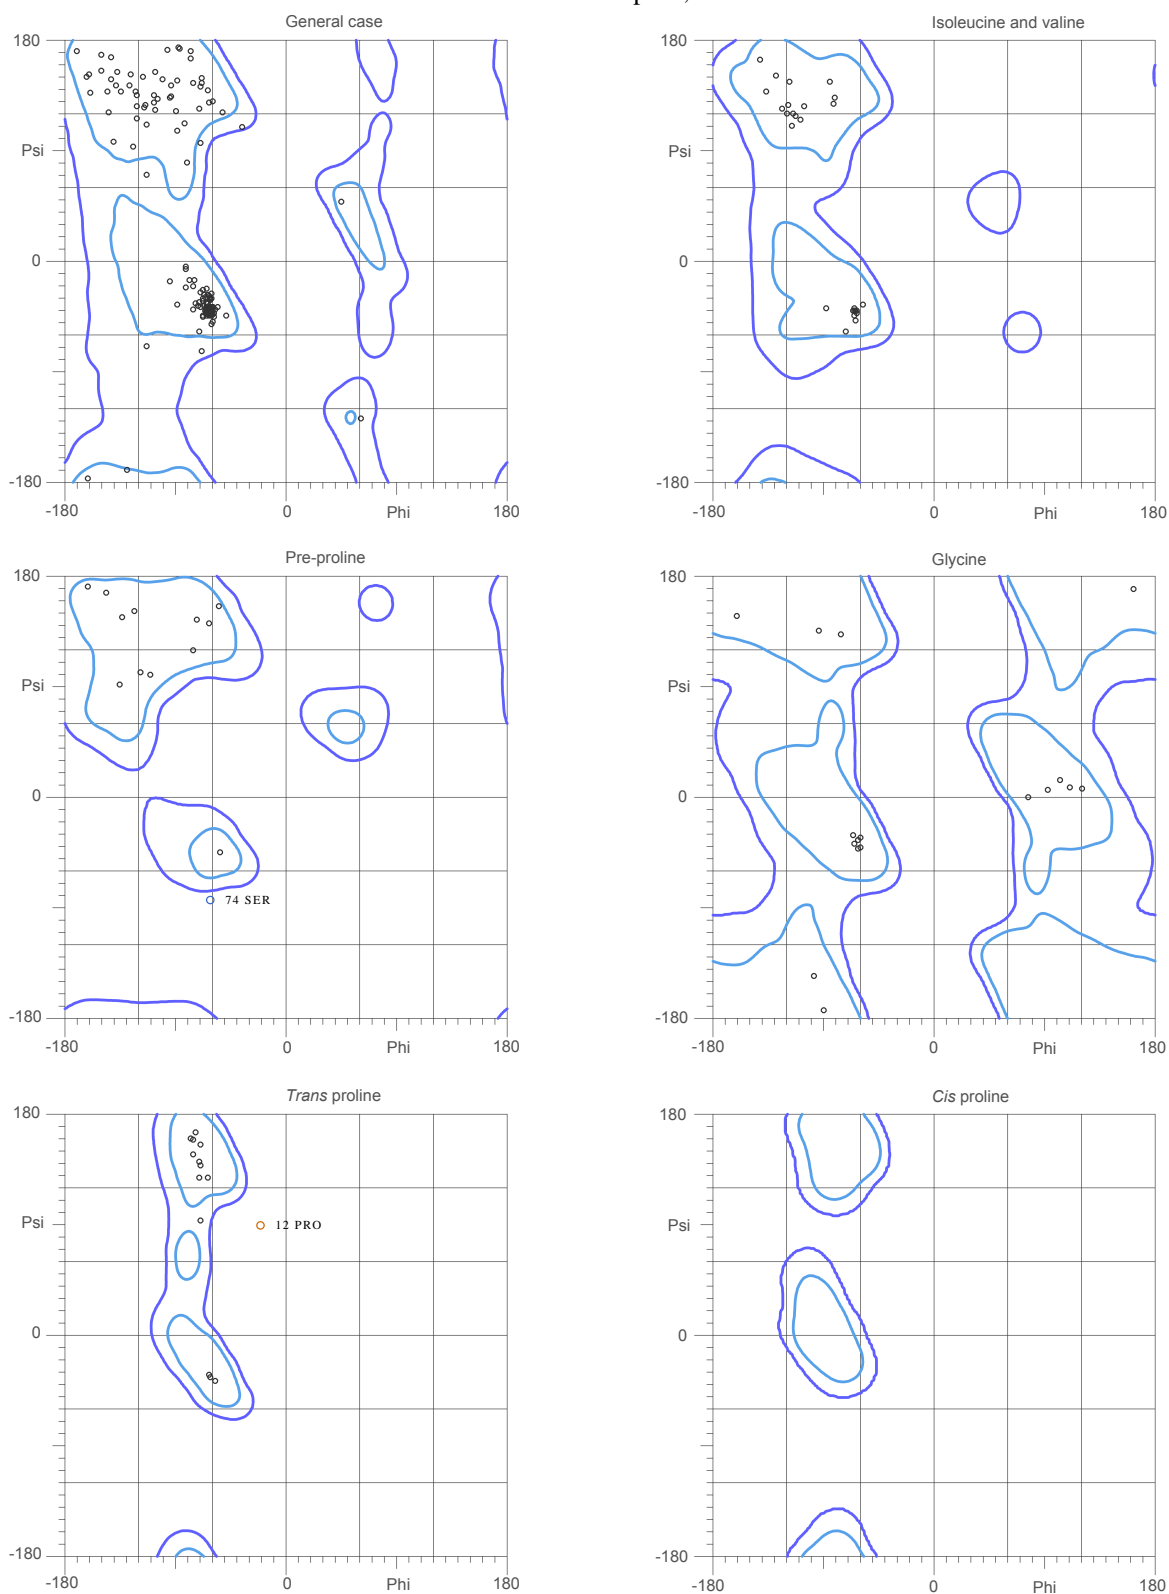 General case
Isoleucine and valine
180
Psi
0
-180
-180
0
Phi
180
180
Psi
0
-180
-180
0
Phi
180
Pre-proline
Glycine
180
Psi
0
-180
-180
0
Phi
180
74 SER
180
Psi
0
-180
-180
0
Phi
180
Trans proline
Cis proline
180
Psi
0
-180
-180
0
Phi
180
12 PRO
180
Psi
0
-180
-180
0
Phi
180